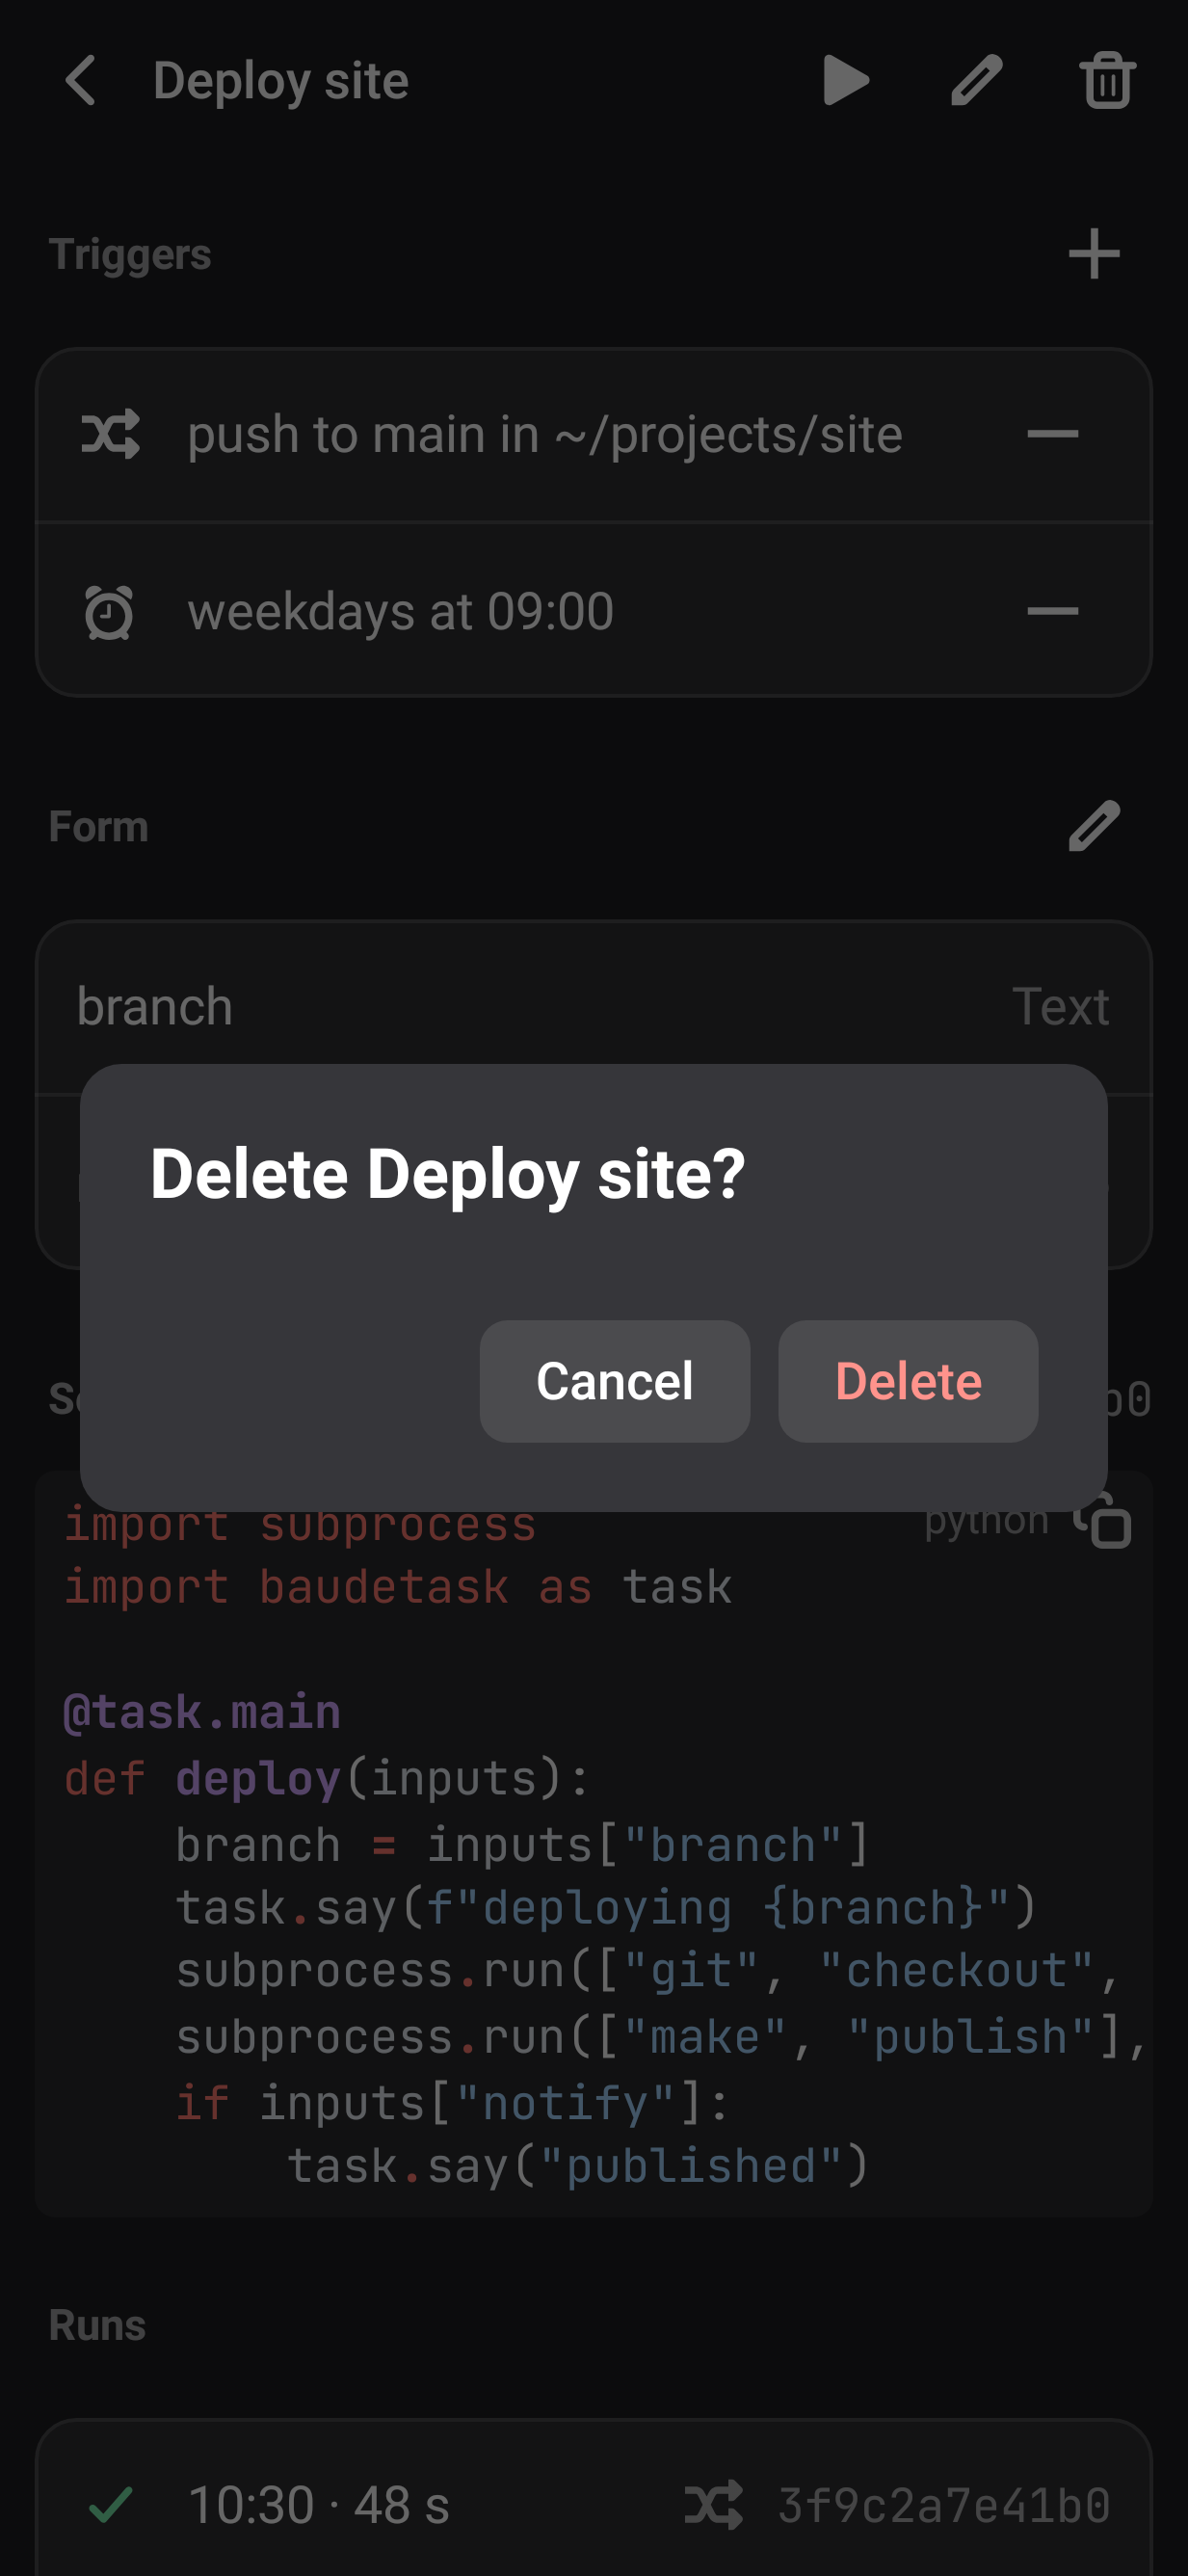 Deploy site
Triggers
push to main in ~/projects/site
weekdays at 09:00
Form
branch Text
Delete Deploy site?
Cancel Delete
import subprocess python
import baudetask as task
@task.main
def deploy(inputs):
branch = inputs["branch"]
task.say(f"deploying {branch}")
subprocess.run(["git", "checkout",
subprocess.run(["make", "publish"],
if inputs["notify"]:
task.say("published")
Runs
10:30 · 48 s 3f9c2a7e41b0